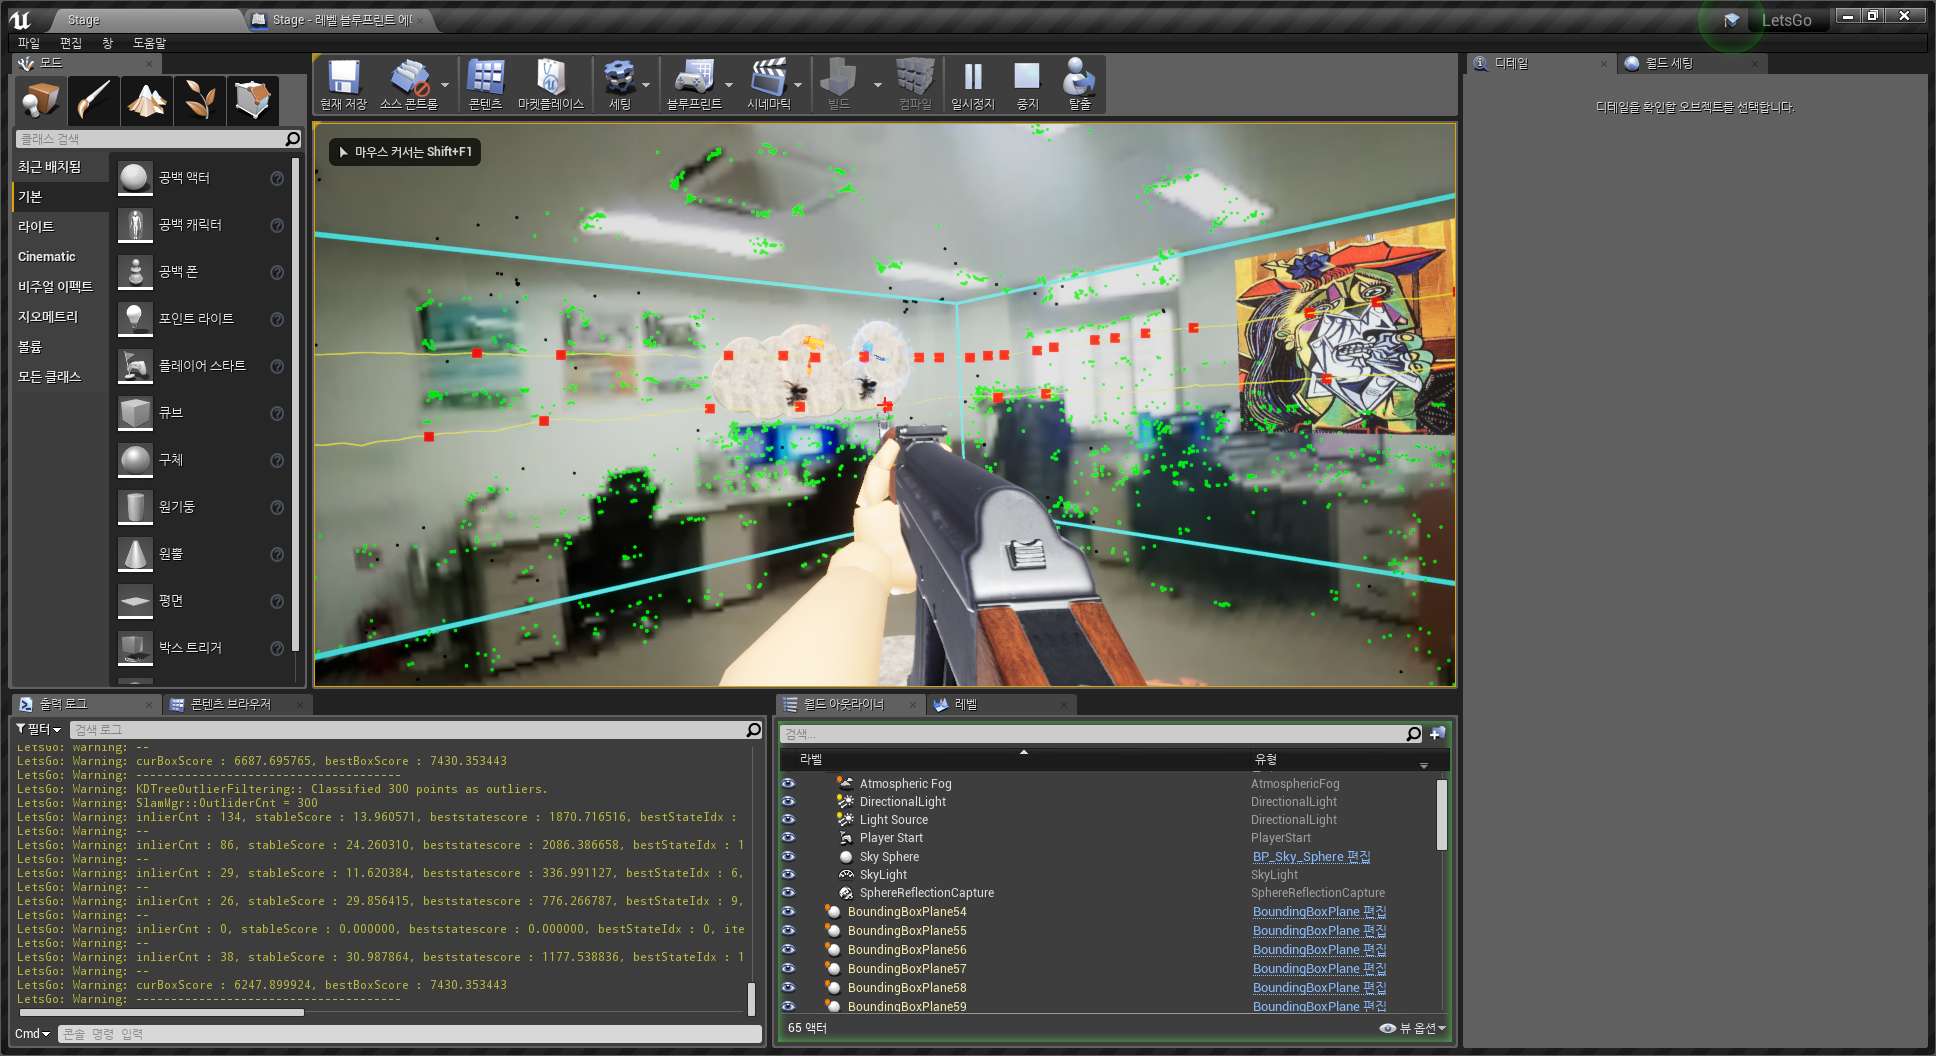 Stage
Stage - 레벨 블루프린트 에디
LetsGo
파일 편집 창 도움말
모드
현재 저장
소스 콘트롤
콘텐츠
마켓플레이스
세팅
블루프린트
시네마틱
빌드
컴파일
일시정지
중지
탈출
디테일
월드 세팅
디테일을 확인할 오브젝트를 선택합니다.
클래스 검색
최근 배치됨
기본
라이트
Cinematic
비주얼 이펙트
지오메트리
볼륨
모든 클래스
공백 액터
공백 캐릭터
공백 폰
포인트 라이트
플레이어 스타트
큐브
구체
원기둥
원뿔
평면
박스 트리거
마우스 커서는 Shift+F1
출력 로그
콘텐츠 브라우저
필터
검색 로그
LetsGo: Warning: --
LetsGo: Warning: curBoxScore : 6687.695765, bestBoxScore : 7430.353443
LetsGo: Warning: -------------------------------------
LetsGo: Warning: KDTreeOutlierFiltering:: Classified 300 points as outliers.
LetsGo: Warning: SlamMgr::OutliderCnt = 300
LetsGo: Warning: inlierCnt : 134, stableScore : 13.960571, beststatescore : 1870.716516, bestStateIdx :
LetsGo: Warning: --
LetsGo: Warning: inlierCnt : 86, stableScore : 24.260310, beststatescore : 2086.386658, bestStateIdx : 1
LetsGo: Warning: --
LetsGo: Warning: inlierCnt : 29, stableScore : 11.620384, beststatescore : 336.991127, bestStateIdx : 6,
LetsGo: Warning: --
LetsGo: Warning: inlierCnt : 26, stableScore : 29.856415, beststatescore : 776.266787, bestStateIdx : 9,
LetsGo: Warning: --
LetsGo: Warning: inlierCnt : 0, stableScore : 0.000000, beststatescore : 0.000000, bestStateIdx : 0, ite
LetsGo: Warning: --
LetsGo: Warning: inlierCnt : 38, stableScore : 30.987864, beststatescore : 1177.538836, bestStateIdx : 1
LetsGo: Warning: --
LetsGo: Warning: curBoxScore : 6247.899924, bestBoxScore : 7430.353443
LetsGo: Warning: -------------------------------------
Cmd
콘솔 명령 입력
월드 아웃라이너
레벨
검색...
라벨 유형
Atmospheric Fog AtmosphericFog
DirectionalLight DirectionalLight
Light Source DirectionalLight
Player Start PlayerStart
Sky Sphere BP_Sky_Sphere 편집
SkyLight SkyLight
SphereReflectionCapture SphereReflectionCapture
BoundingBoxPlane54 BoundingBoxPlane 편집
BoundingBoxPlane55 BoundingBoxPlane 편집
BoundingBoxPlane56 BoundingBoxPlane 편집
BoundingBoxPlane57 BoundingBoxPlane 편집
BoundingBoxPlane58 BoundingBoxPlane 편집
BoundingBoxPlane59 BoundingBoxPlane 편집
65 액터
뷰 옵션